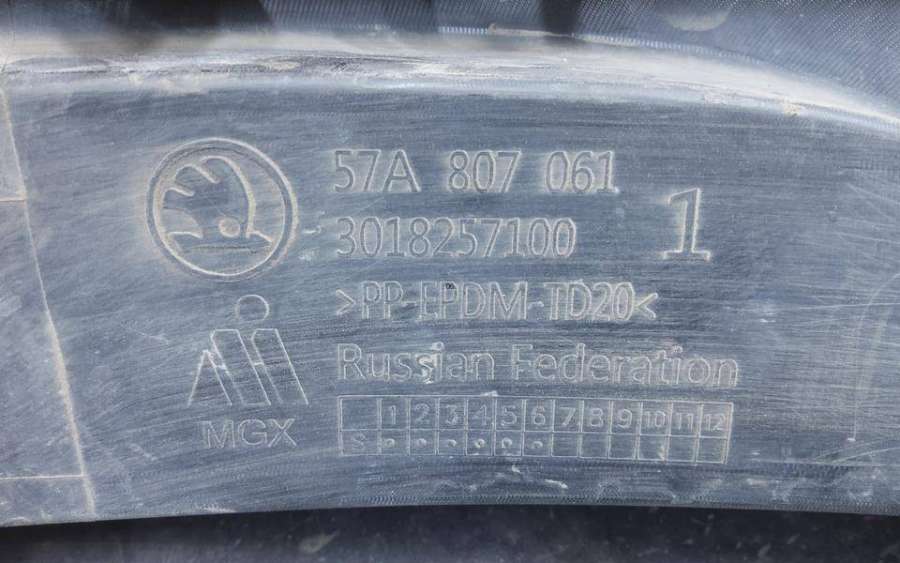 57A 807 061
3018257100
1
>PP-EPDM-TD20<
Russian Federation
MGX
1 2 3 4 5 6 7 8 9 10 11 12
S